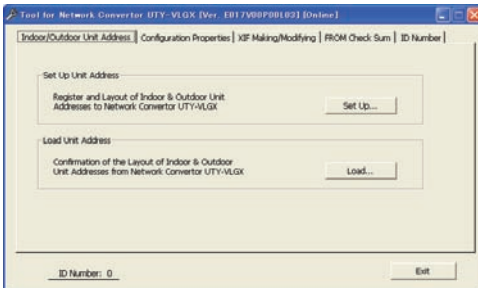 Tool for Network Convertor UTY-VLGX [Ver. E017V00P00L03] [Online]
Indoor/Outdoor Unit Address | Configuration Properties | XIF Making/Modifying | FROM Check Sum | ID Number
Set Up Unit Address
Register and Layout of Indoor & Outdoor Unit
Addresses to Network Convertor UTY-VLGX
Set Up...
Load Unit Address
Confirmation of the Layout of Indoor & Outdoor
Unit Addresses from Network Convertor UTY-VLGX
Load...
ID Number: 0
Exit